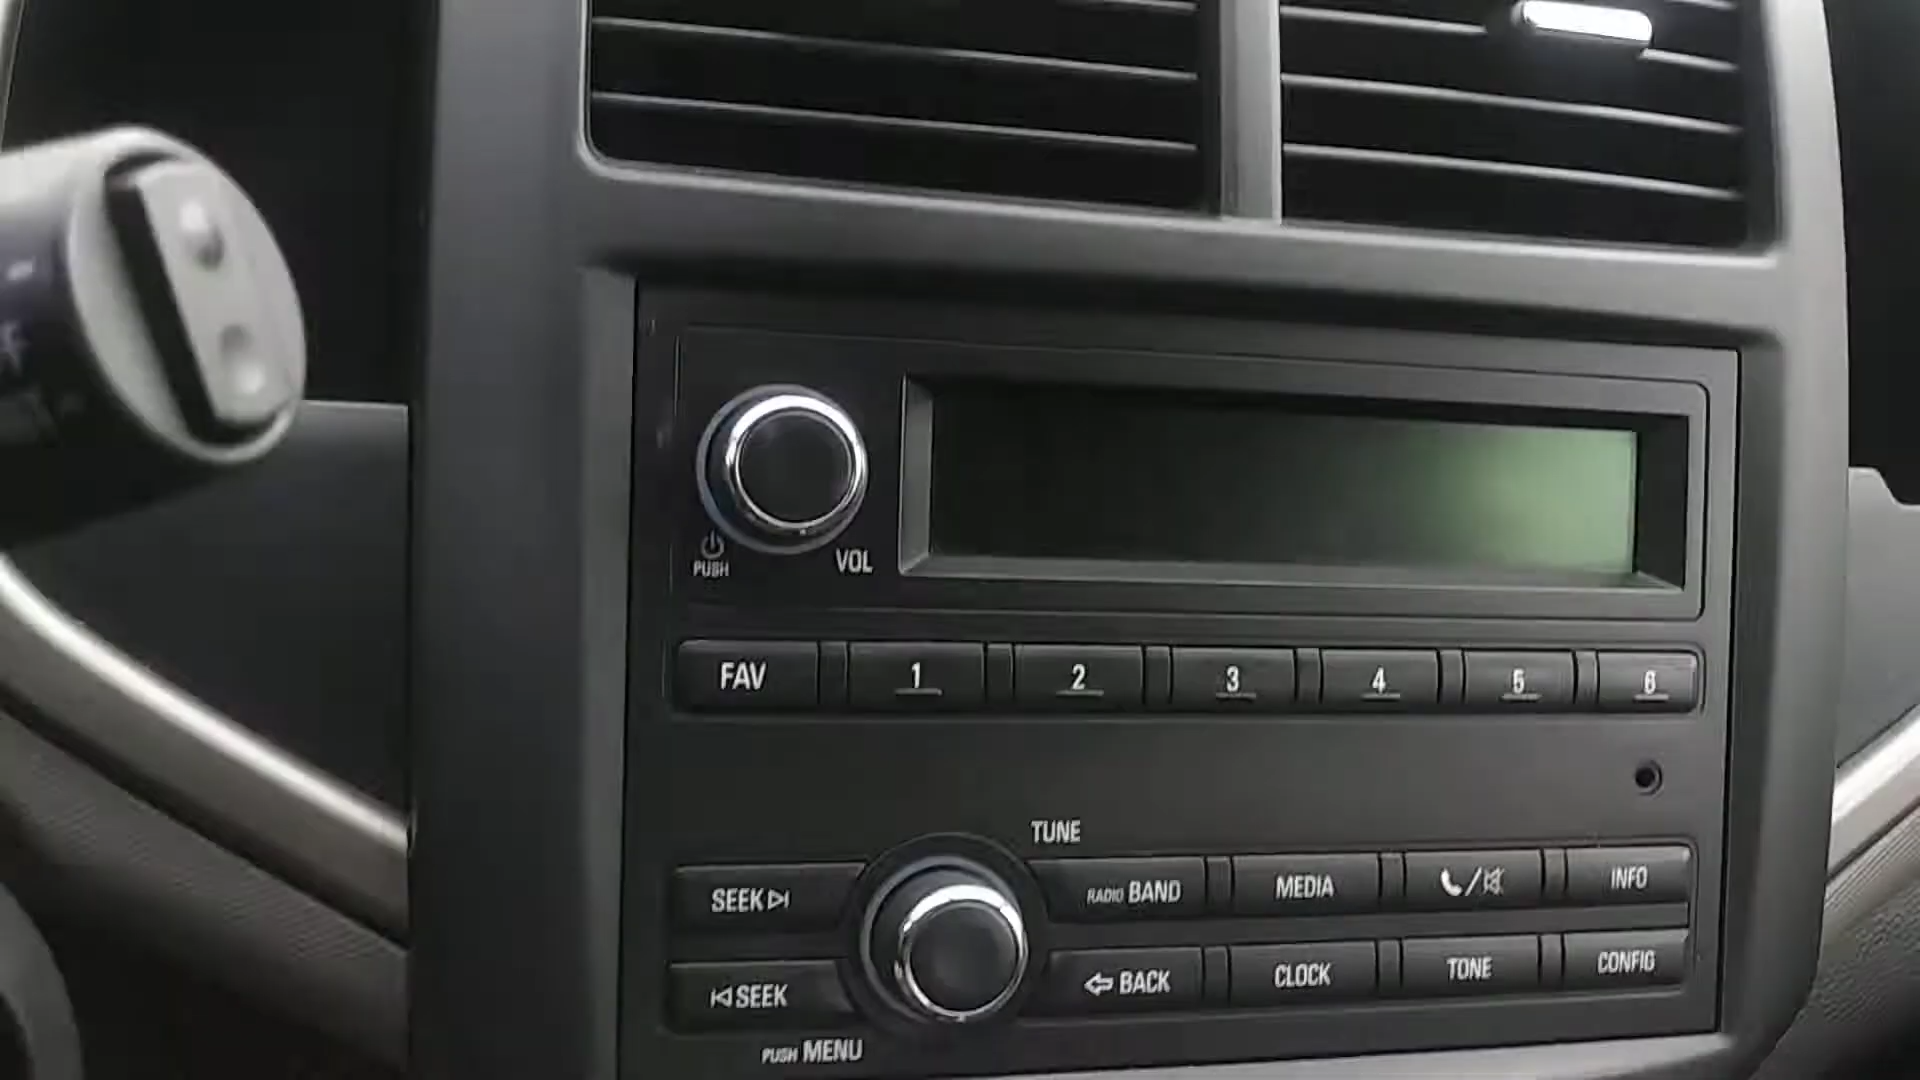 PUSH VOL
FAV 1 2 3 4 5 6
TUNE
SEEK RADIO BAND MEDIA / INFO
SEEK BACK CLOCK TONE CONFIG
PUSH MENU